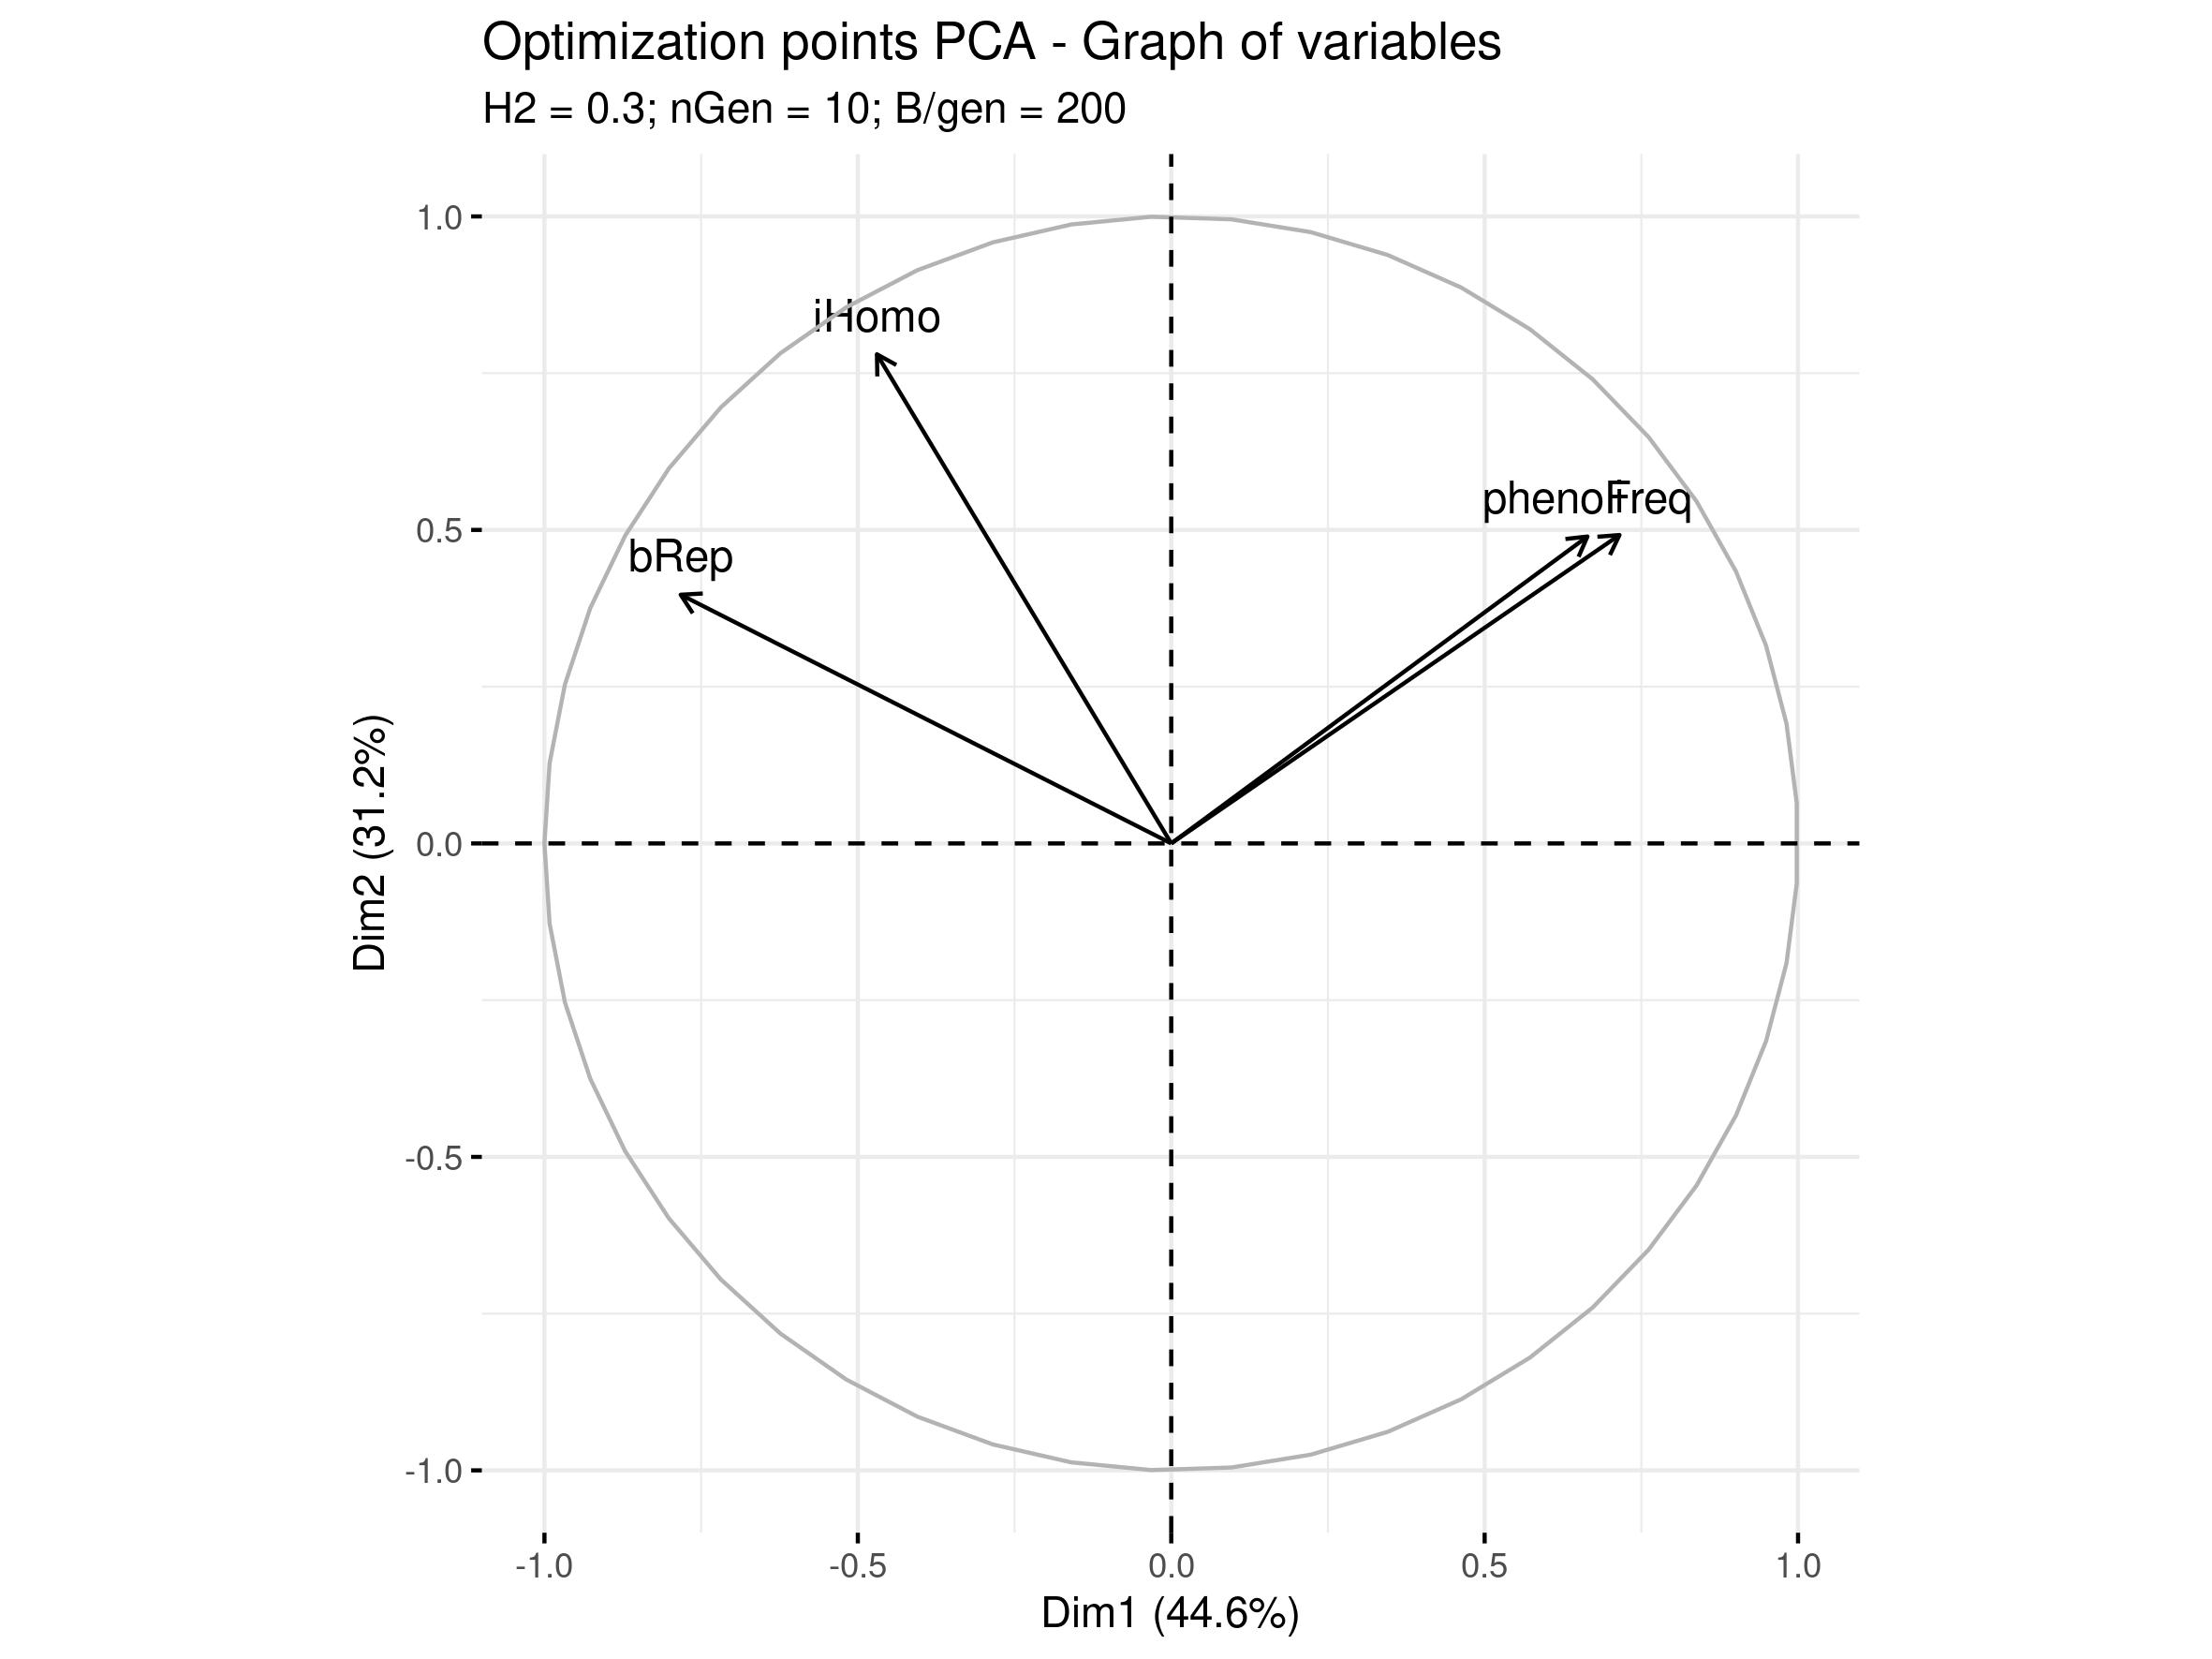 Optimization points PCA - Graph of variables
H2 = 0.3; nGen = 10; B/gen = 200
1.0
iHomo
phenoFreq
i
0.5
bRep
Dim2 (31.2%)
0.0
-0.5
-1.0
-1.0
-0.5
0.0
0.5
1.0
Dim1 (44.6%)